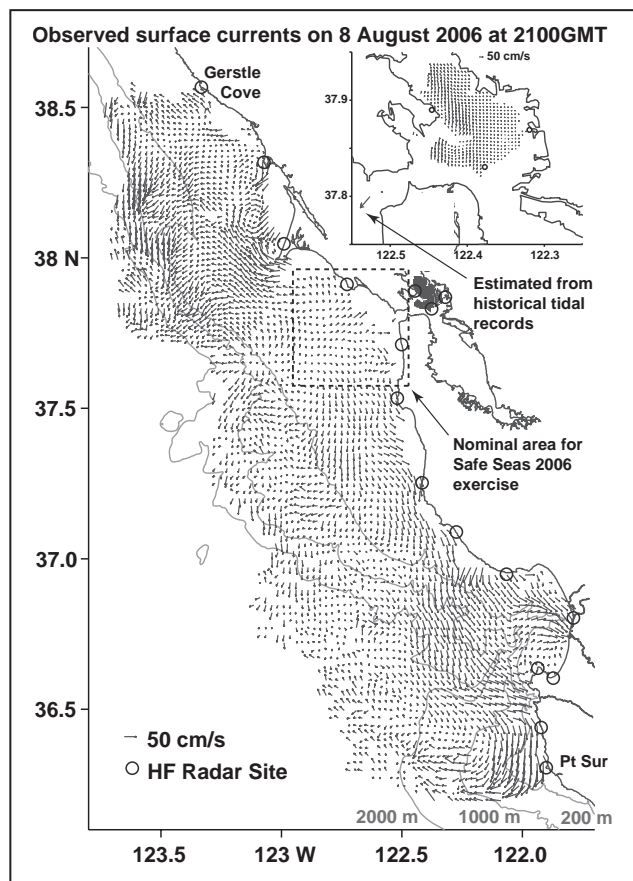 Observed surface currents on 8 August 2006 at 2100GMT
Gerstle
Cove
50 cm/s
38.5
38 N
37.5
37.0
36.5
37.9
37.8
122.5
122.4
122.3
Estimated from
historical tidal
records
Nominal area for
Safe Seas 2006
exercise
50 cm/s
HF Radar Site
Pt Sur
2000 m
1000 m
200 m
123.5
123 W
122.5
122.0